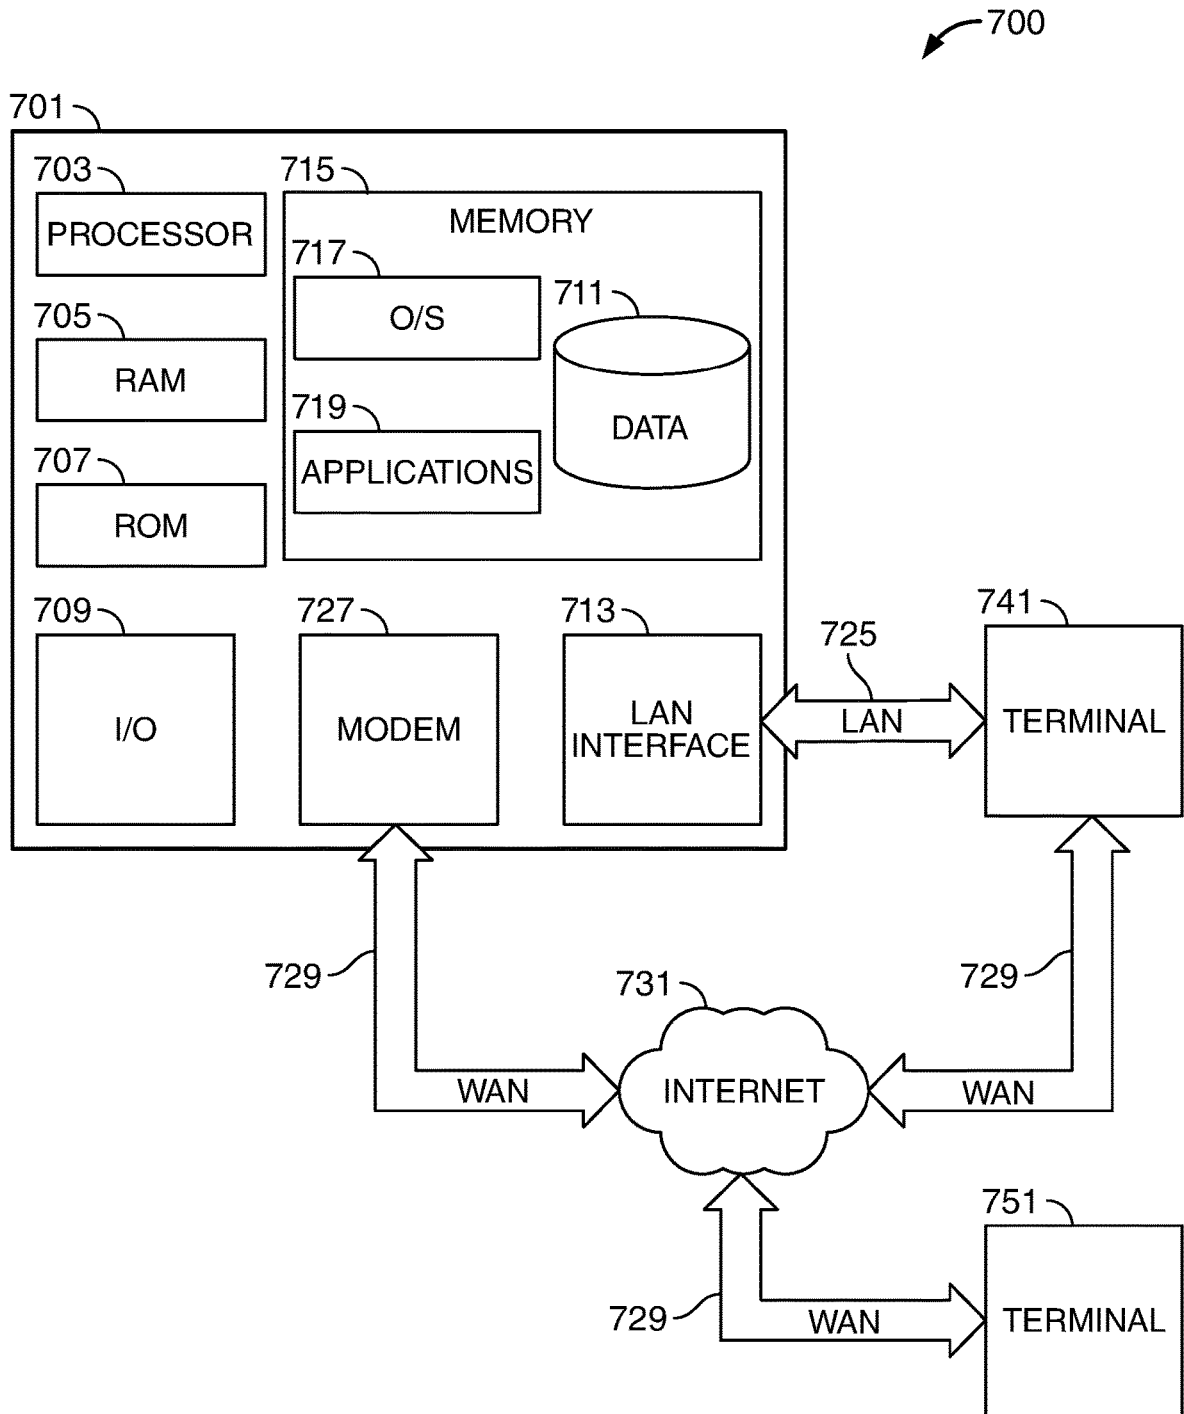 700
701
703
PROCESSOR
715
MEMORY
717
O/S
711
DATA
705
RAM
719
APPLICATIONS
707
ROM
709
I/O
727
MODEM
713
LAN
INTERFACE
725
LAN
741
TERMINAL
729
WAN
731
INTERNET
729
WAN
729
WAN
751
TERMINAL